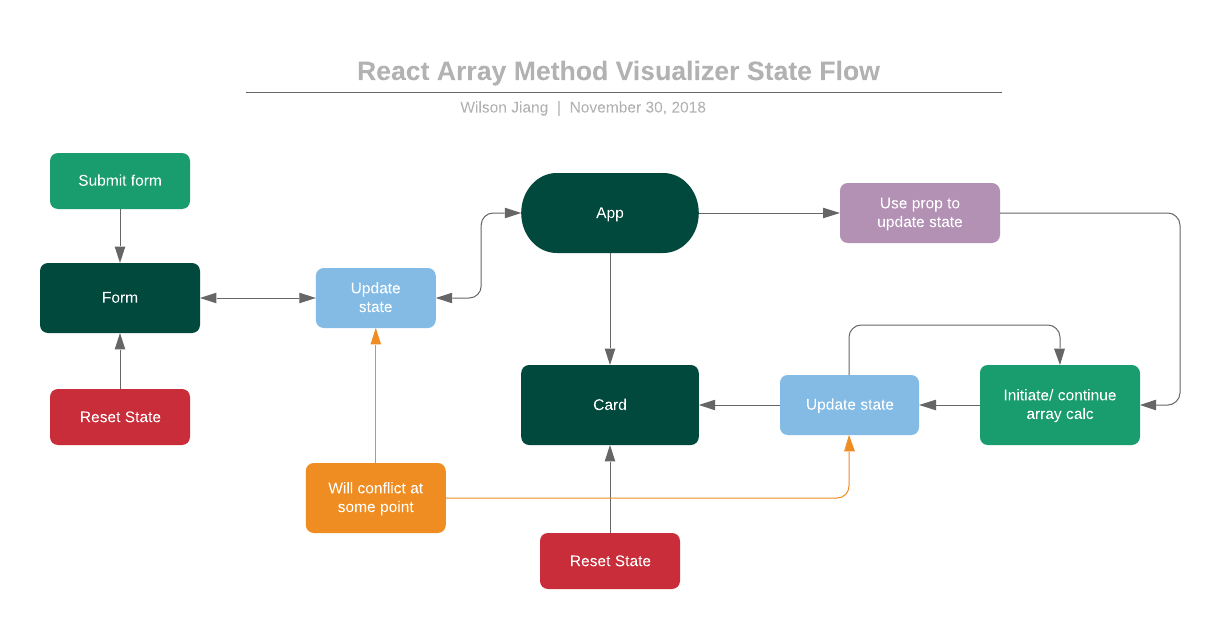 React Array Method Visualizer State Flow
Wilson Jiang | November 30, 2018
Submit form
App
Use prop to
update state
Form
Update
state
Reset State
Card
Update state
Initiate/ continue
array calc
Will conflict at
some point
Reset State